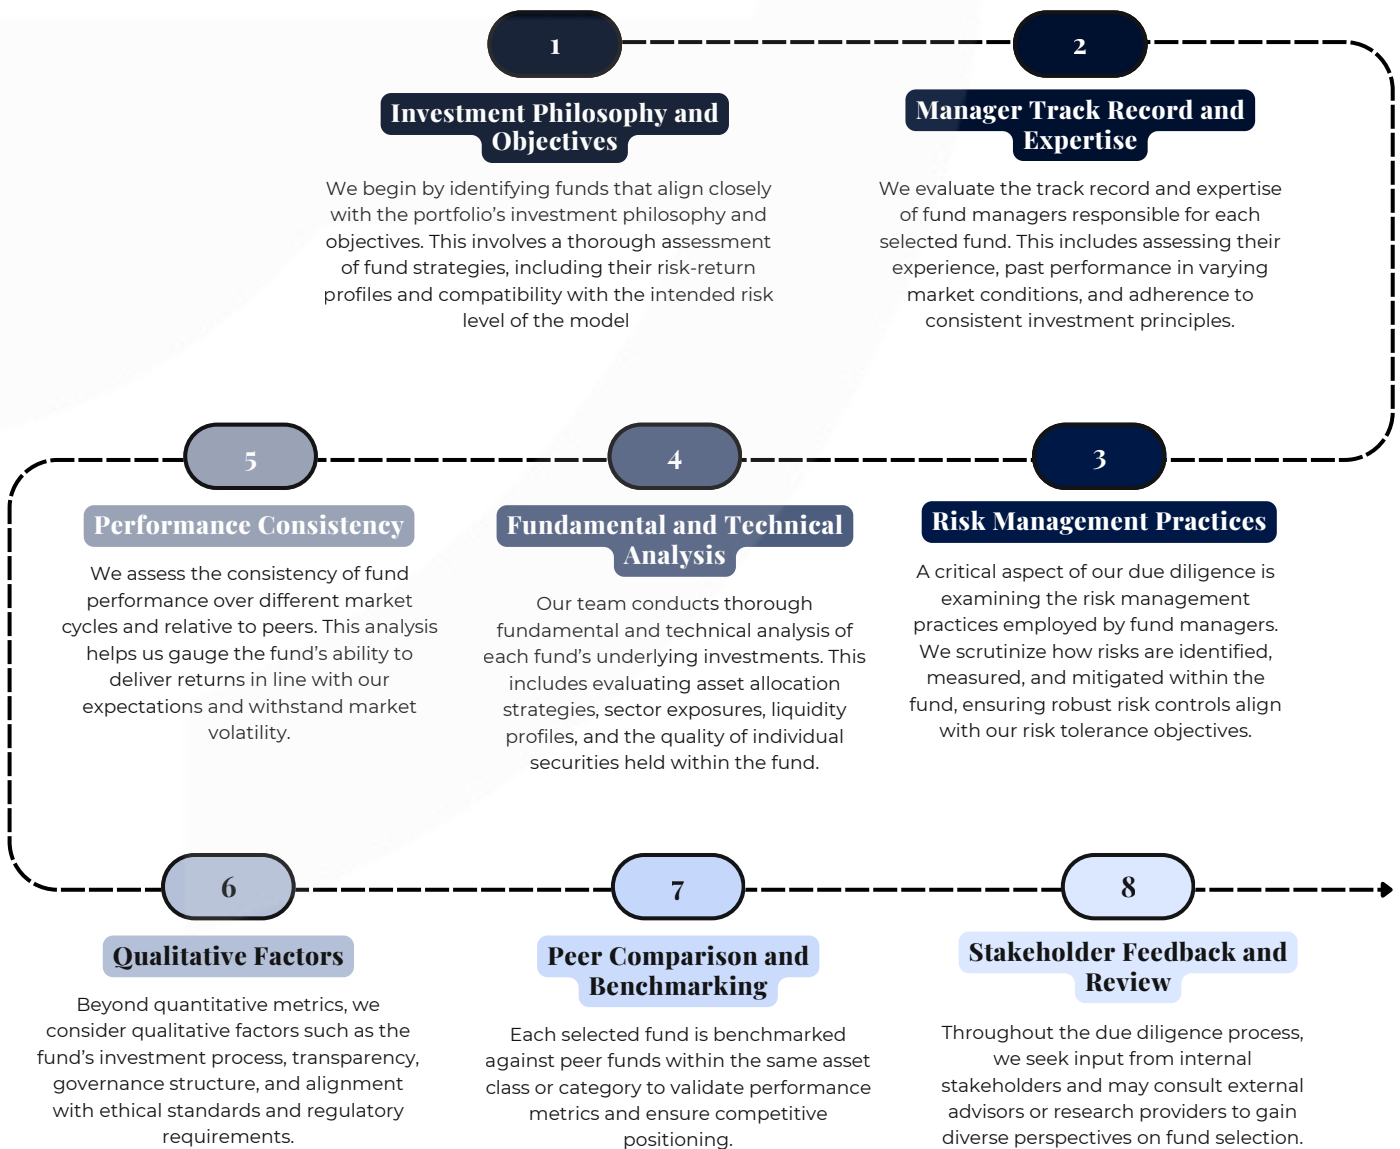 1
Investment Philosophy and
Objectives
We begin by identifying funds that align closely
with the portfolio’s investment philosophy and
objectives. This involves a thorough assessment
of fund strategies, including their risk-return
profiles and compatibility with the intended risk
level of the model
2
Manager Track Record and
Expertise
We evaluate the track record and expertise
of fund managers responsible for each
selected fund. This includes assessing their
experience, past performance in varying
market conditions, and adherence to
consistent investment principles.
3
Risk Management Practices
A critical aspect of our due diligence is
examining the risk management
practices employed by fund managers.
We scrutinize how risks are identified,
measured, and mitigated within the
fund, ensuring robust risk controls align
with our risk tolerance objectives.
4
Fundamental and Technical
Analysis
Our team conducts thorough
fundamental and technical analysis of
each fund’s underlying investments. This
includes evaluating asset allocation
strategies, sector exposures, liquidity
profiles, and the quality of individual
securities held within the fund.
5
Performance Consistency
We assess the consistency of fund
performance over different market
cycles and relative to peers. This analysis
helps us gauge the fund’s ability to
deliver returns in line with our
expectations and withstand market
volatility.
6
Qualitative Factors
Beyond quantitative metrics, we
consider qualitative factors such as the
fund’s investment process, transparency,
governance structure, and alignment
with ethical standards and regulatory
requirements.
7
Peer Comparison and
Benchmarking
Each selected fund is benchmarked
against peer funds within the same asset
class or category to validate performance
metrics and ensure competitive
positioning.
8
Stakeholder Feedback and
Review
Throughout the due diligence process,
we seek input from internal
stakeholders and may consult external
advisors or research providers to gain
diverse perspectives on fund selection.